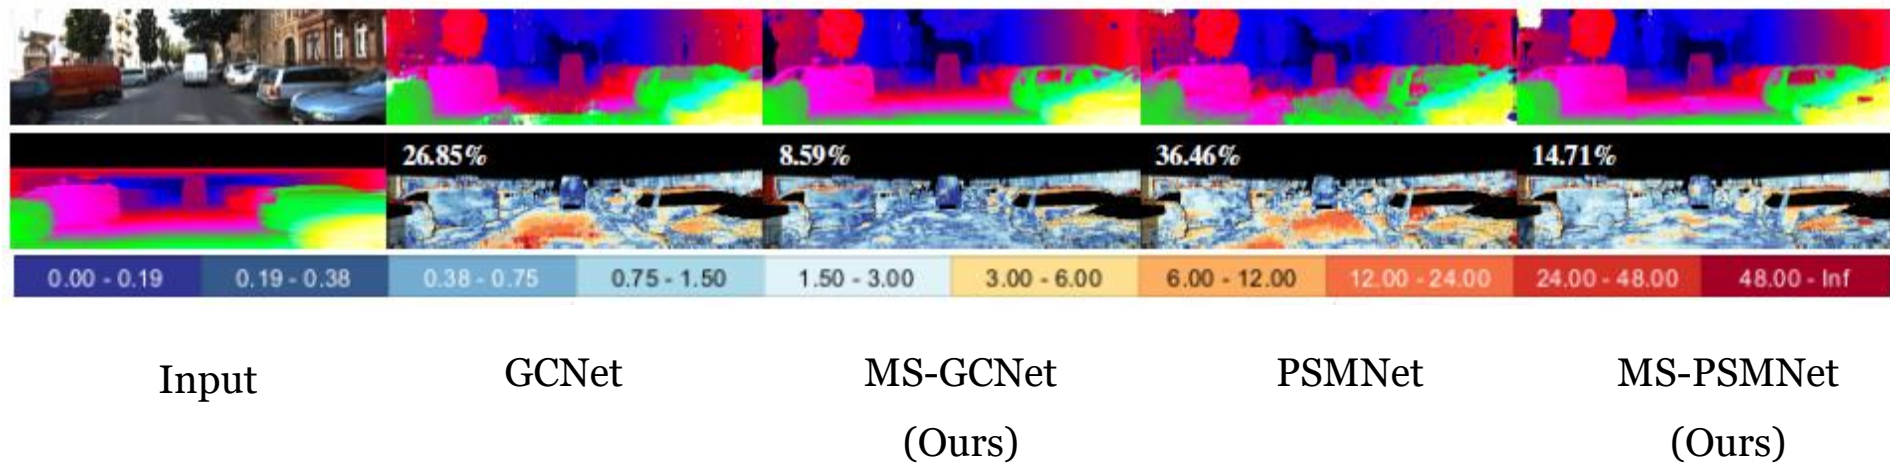 26.85% 8.59% 36.46% 14.71%
0.00 - 0.19 0.19 - 0.38 0.38 - 0.75 0.75 - 1.50 1.50 - 3.00 3.00 - 6.00 6.00 - 12.00 12.00 - 24.00 24.00 - 48.00 48.00 - Inf
Input GCNet MS-GCNet PSMNet MS-PSMNet
(Ours) (Ours)